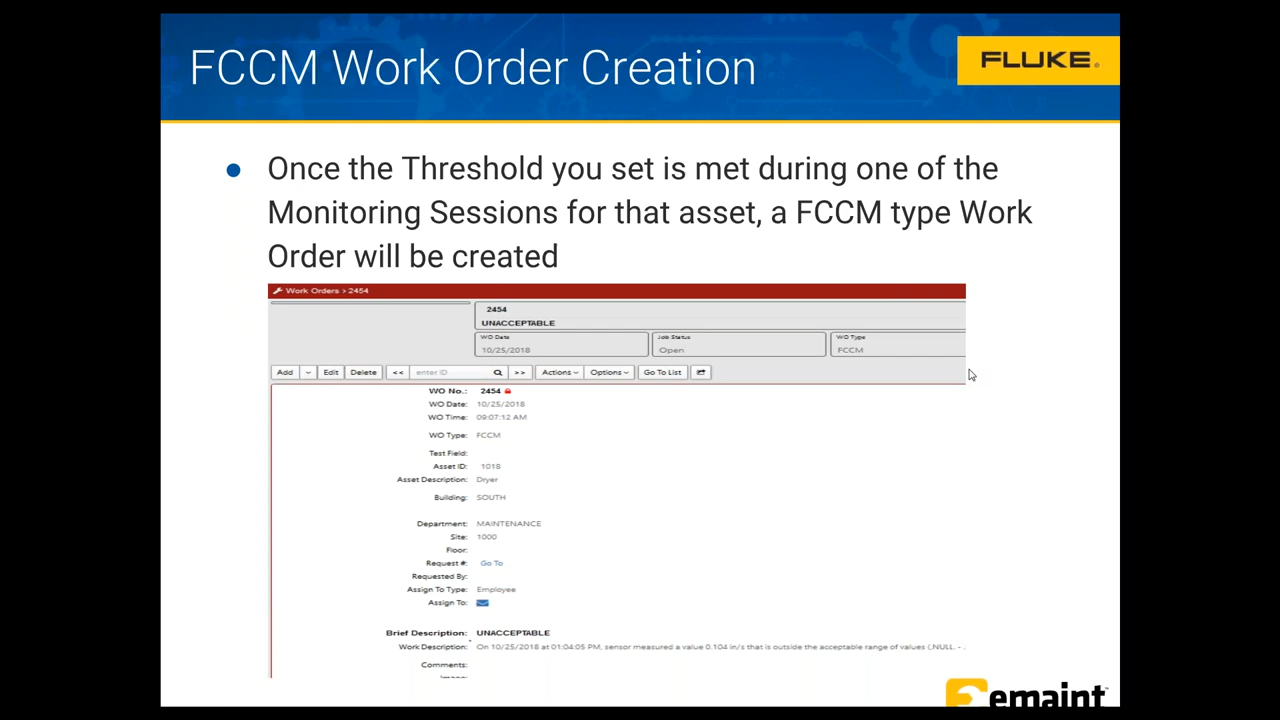 FCCM Work Order Creation
FLUKE
Once the Threshold you set is met during one of the
Monitoring Sessions for that asset, a FCCM type Work
Order will be created
Work Orders > 2454
2454
UNACCEPTABLE
WO Date Job Status WO Type
10/25/2018 Open FCCM
Add Edit Delete << enter ID >> Actions Options Go To List
WO No.: 2454
WO Date: 10/25/2018
WO Time: 09:07:12 AM
WO Type: FCCM
Test Field:
Asset ID: 1018
Asset Description: Dryer
Building: SOUTH
Department: MAINTENANCE
Site: 1000
Floor:
Request #: Go To
Requested By:
Assign To Type: Employee
Assign To:
Brief Description: UNACCEPTABLE
Work Description: On 10/25/2018 at 01:04:05 PM, sensor measured a value 0.104 in/s that is outside the acceptable range of values (,NULL. - .
Comments:
emaint